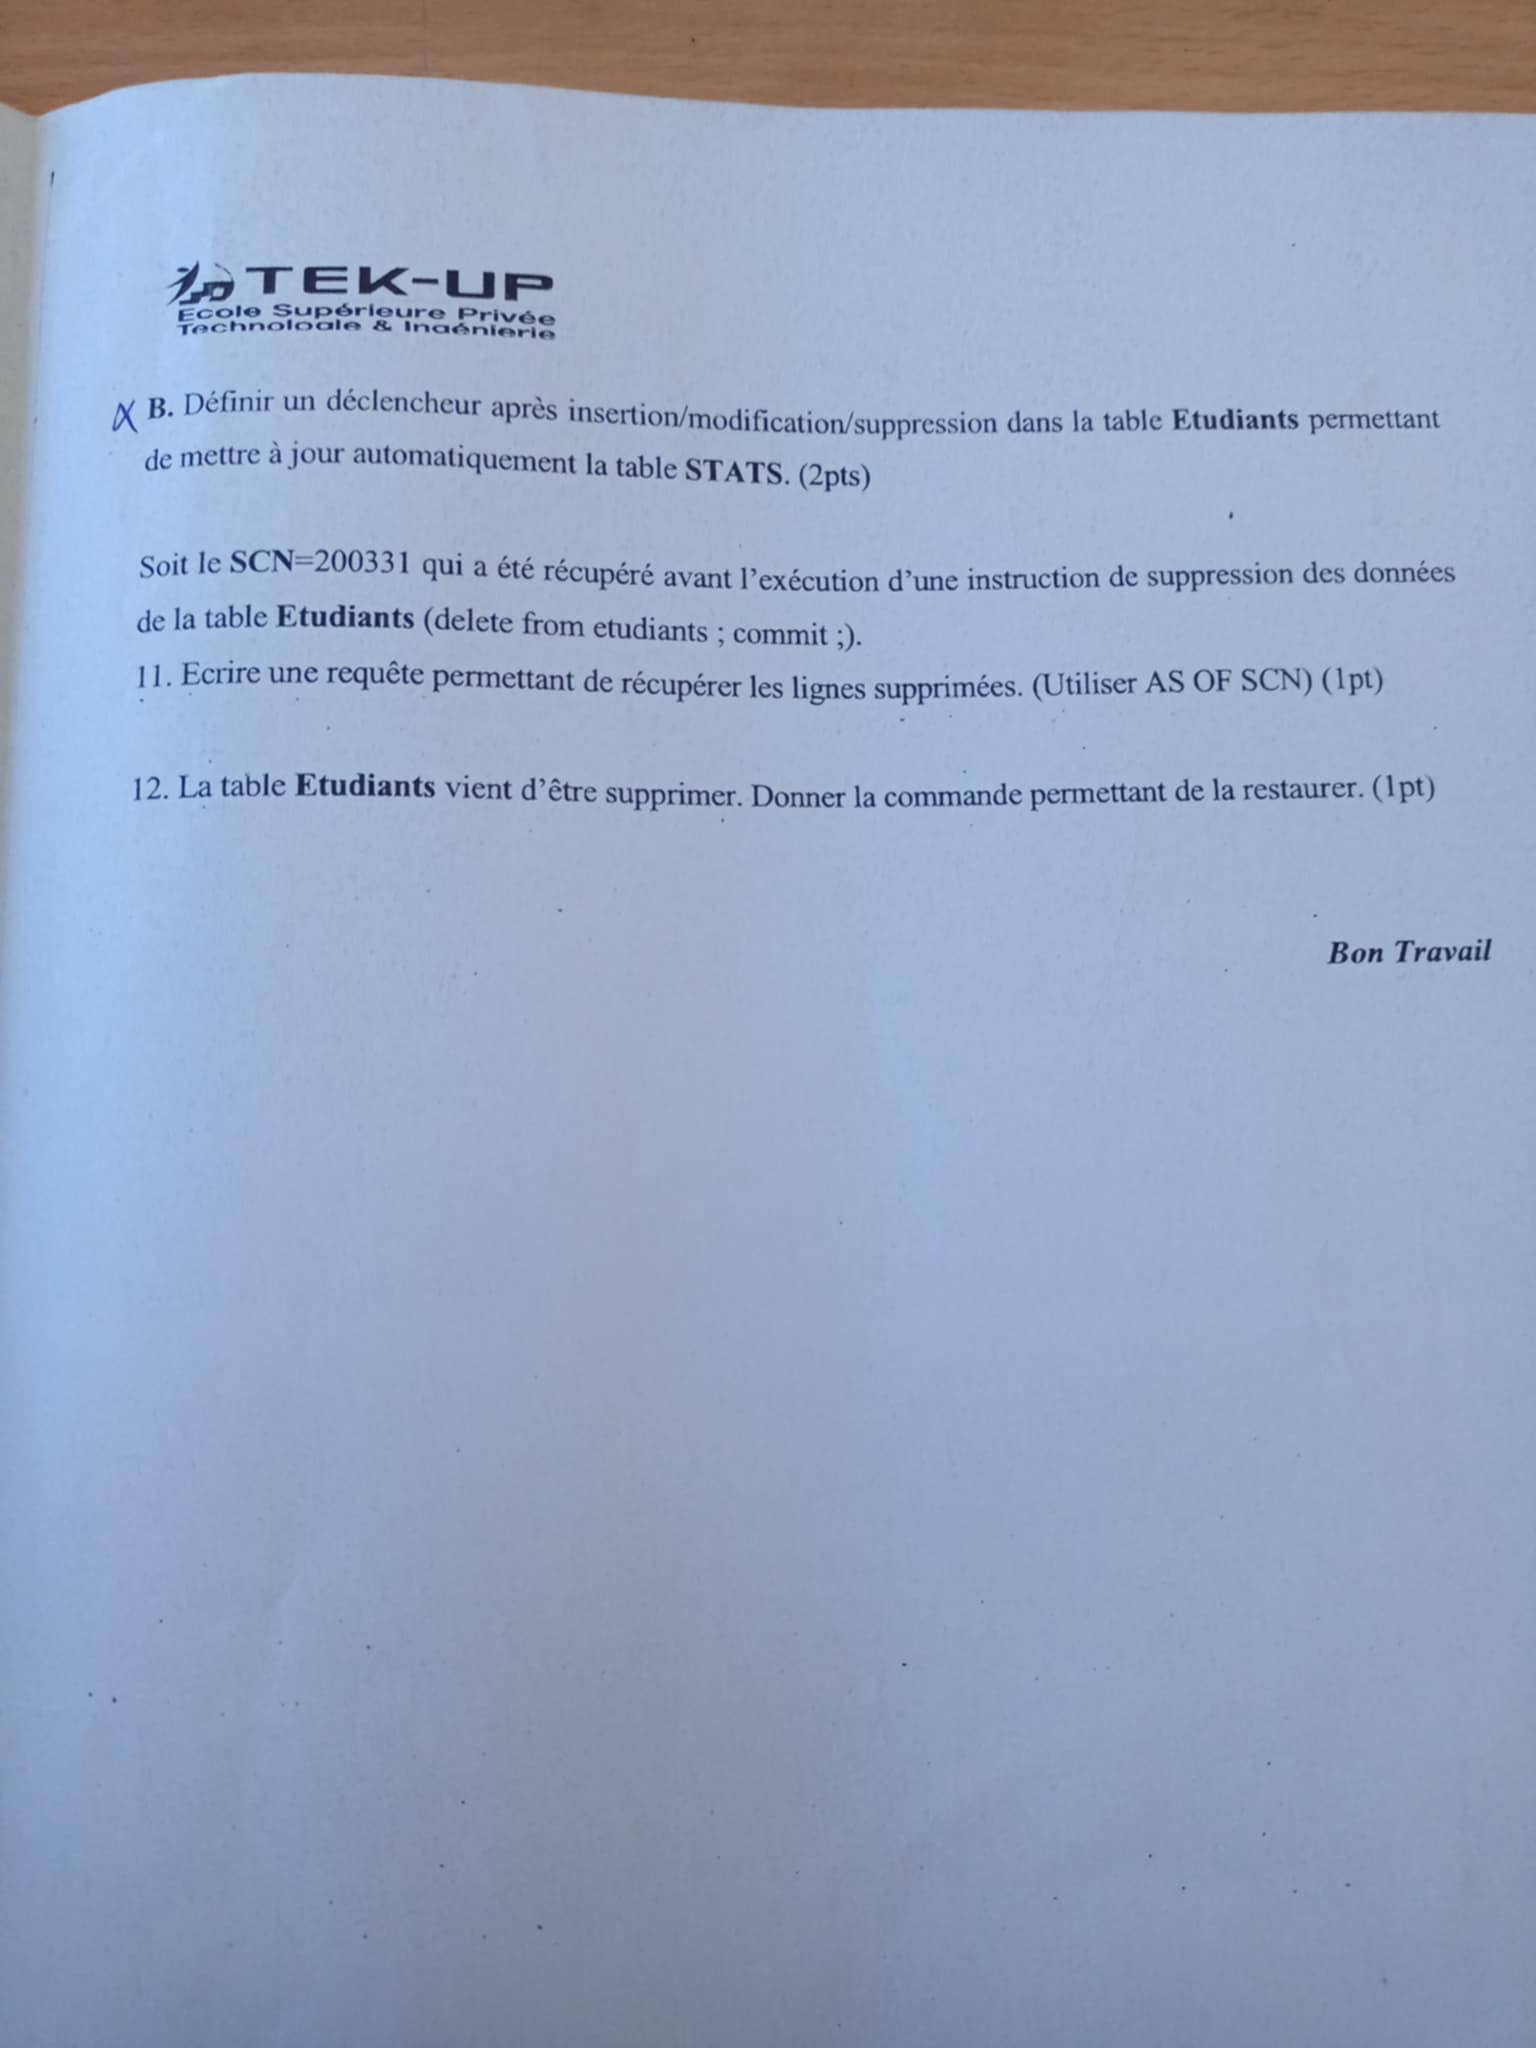 TEK-UP
Ecole Supérieure Privée
Technologie & Ingénierie
B. Définir un déclencheur après insertion/modification/suppression dans la table Etudiants permettant
de mettre à jour automatiquement la table STATS. (2pts)
Soit le SCN=200331 qui a été récupéré avant l'exécution d'une instruction de suppression des données
de la table Etudiants (delete from etudiants ; commit ;).
11. Ecrire une requête permettant de récupérer les lignes supprimées. (Utiliser AS OF SCN) (1pt)
12. La table Etudiants vient d'être supprimer. Donner la commande permettant de la restaurer. (1pt)
Bon Travail